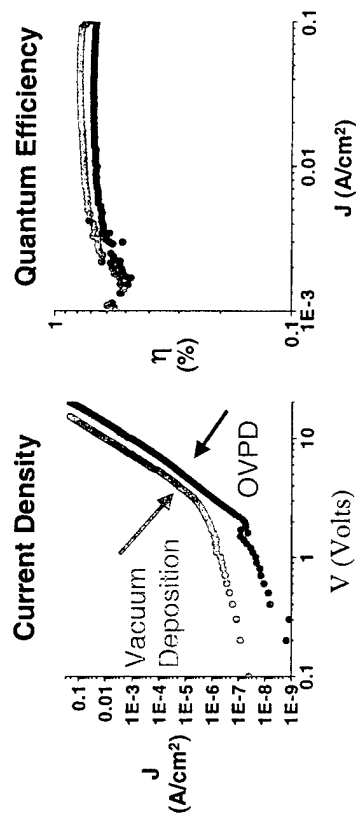 Current Density
J
(A/cm²)
0.1
0.01
1E-3
1E-4
1E-5
1E-6
1E-7
1E-8
1E-9
Vacuum
Deposition
OVPD
0.1
1
10
V (Volts)
Quantum Efficiency
η
(%)
1
0.1
1E-3
0.01
0.1
J (A/cm²)